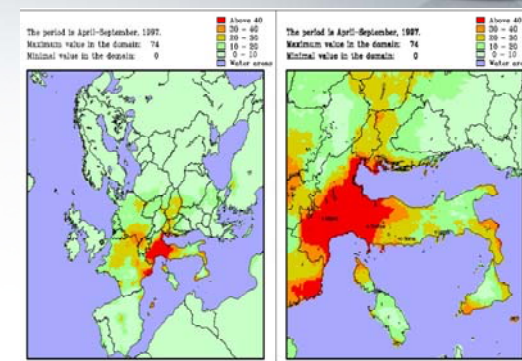 The period is April-September, 1997.
Maximum value in the domain: 74
Minimal value in the domain: 0
Above 40
30 - 40
20 - 30
10 - 20
0 - 10
Water areas
The period is April-September, 1997.
Maximum value in the domain: 74
Minimal value in the domain: 0
Above 40
30 - 40
20 - 30
10 - 20
0 - 10
Water areas